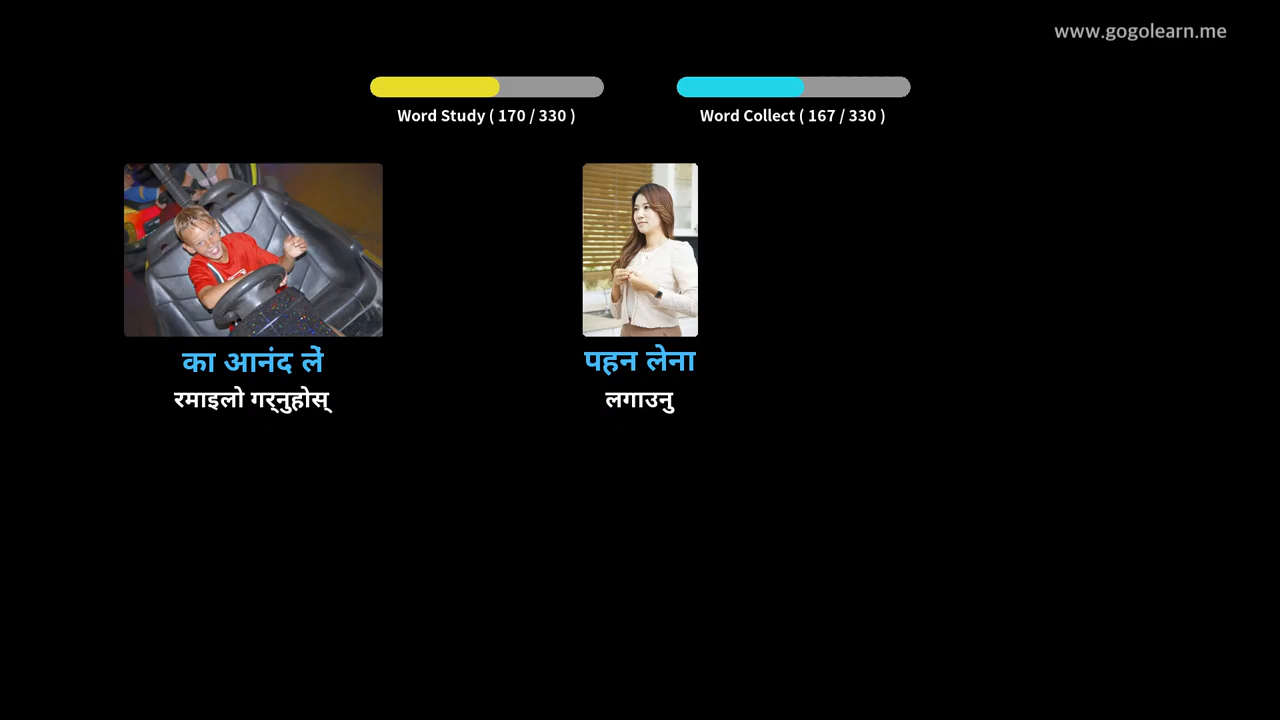 www.gogolearn.me
Word Study ( 170 / 330 )
Word Collect ( 167 / 330 )
का आनंद लें
रमाइलो गर्नुहोस्
पहन लेना
लगाउनु